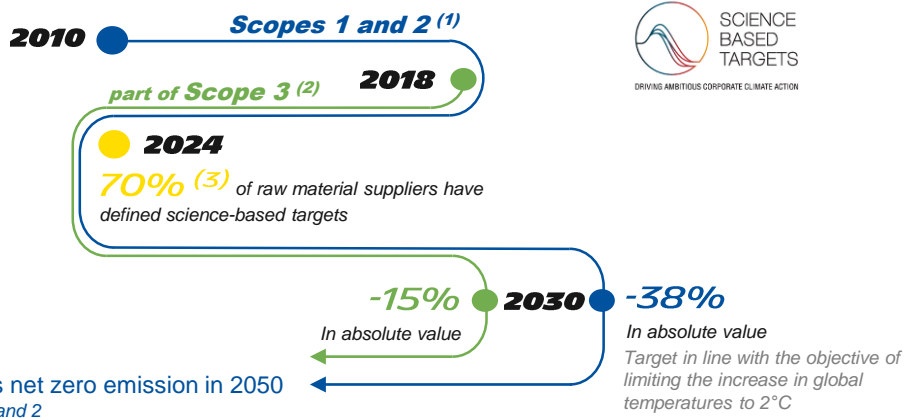 2010
Scopes 1 and 2 (1)
SCIENCE
BASED
TARGETS
DRIVING AMBITIOUS CORPORATE CLIMATE ACTION
2018
part of Scope 3 (2)
2024
70% (3) of raw material suppliers have
defined science-based targets
-15%
In absolute value
2030
-38%
In absolute value
Target in line with the objective of
limiting the increase in global
temperatures to 2°C
net zero emission in 2050
and 2